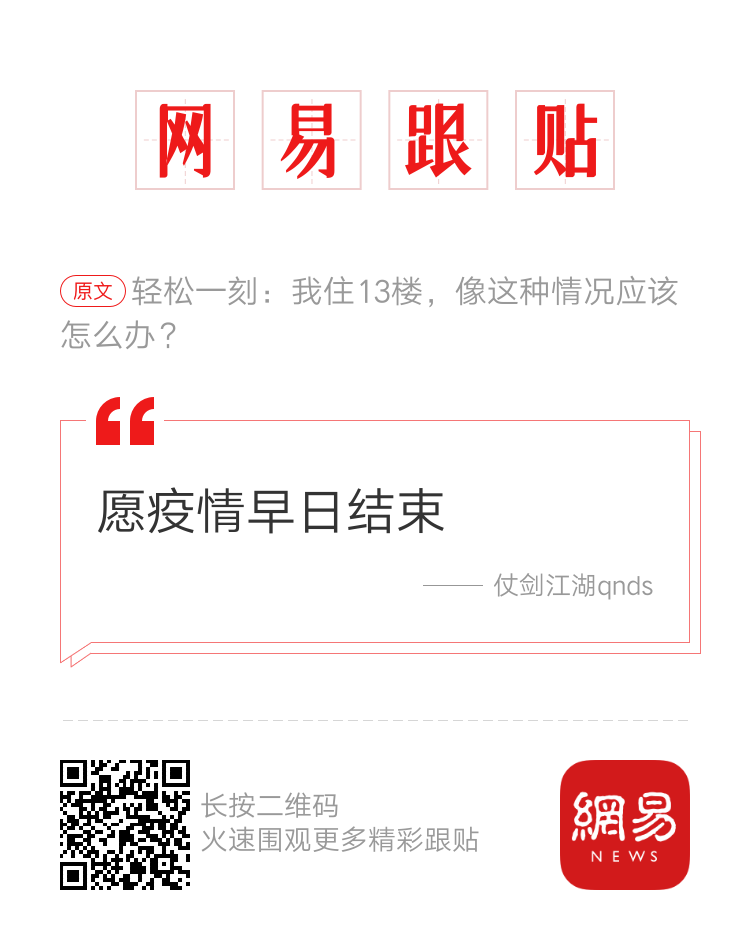 网易跟贴
原文 轻松一刻：我住13楼，像这种情况应该
怎么办？
愿疫情早日结束
—— 仗剑江湖qnds
长按二维码
火速围观更多精彩跟贴
網易
NEWS